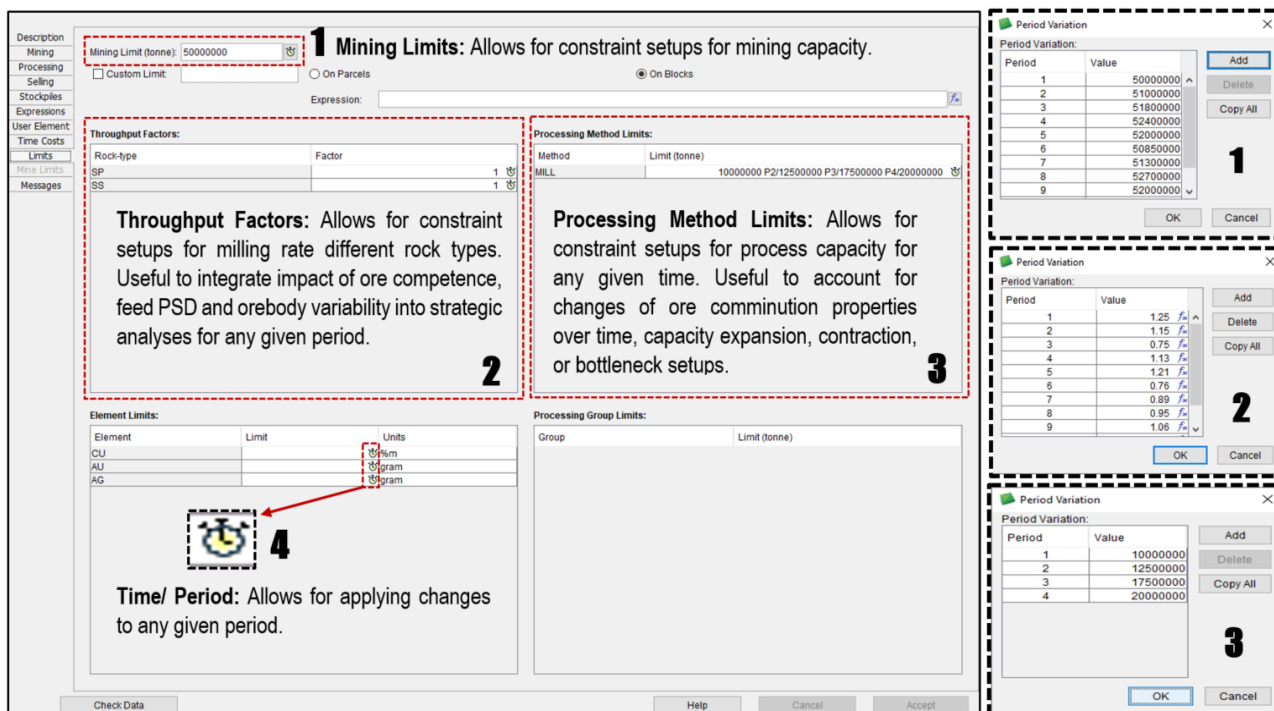 Description
Mining
Processing
Selling
Stockpiles
Expressions
User Element
Time Costs
Limits
Mine Limits
Messages
Mining Limit (tonne): 50000000
1 Mining Limits: Allows for constraint setups for mining capacity.
Custom Limit: On Parcels On Blocks
Expression:
Throughput Factors:
Rock-type Factor
SP 1
SS 1
Throughput Factors: Allows for constraint
setups for milling rate different rock types.
Useful to integrate impact of ore competence,
feed PSD and orebody variability into strategic
analyses for any given period.
2
Processing Method Limits:
Method Limit (tonne)
MILL 10000000 P2/12500000 P3/17500000 P4/20000000
Processing Method Limits: Allows for
constraint setups for process capacity for
any given time. Useful to account for
changes of ore comminution properties
over time, capacity expansion, contraction,
or bottleneck setups.
3
Element Limits:
Element Limit Units
CU %m
AU gram
AG gram
4
Time/ Period: Allows for applying changes
to any given period.
Processing Group Limits:
Group Limit (tonne)
Check Data Help Cancel Accept
Period Variation
Period Variation:
Period Value
1 50000000
2 51000000
3 51800000
4 52400000
5 52000000
6 50850000
7 51300000
8 52700000
9 52000000
Add
Delete
Copy All
1
OK Cancel
Period Variation
Period Variation:
Period Value
1 1.25 fx
2 1.15 fx
3 0.75 fx
4 1.13 fx
5 1.21 fx
6 0.76 fx
7 0.89 fx
8 0.95 fx
9 1.06 fx
Add
Delete
Copy All
2
OK Cancel
Period Variation
Period Variation:
Period Value
1 10000000
2 12500000
3 17500000
4 20000000
Add
Delete
Copy All
3
OK Cancel